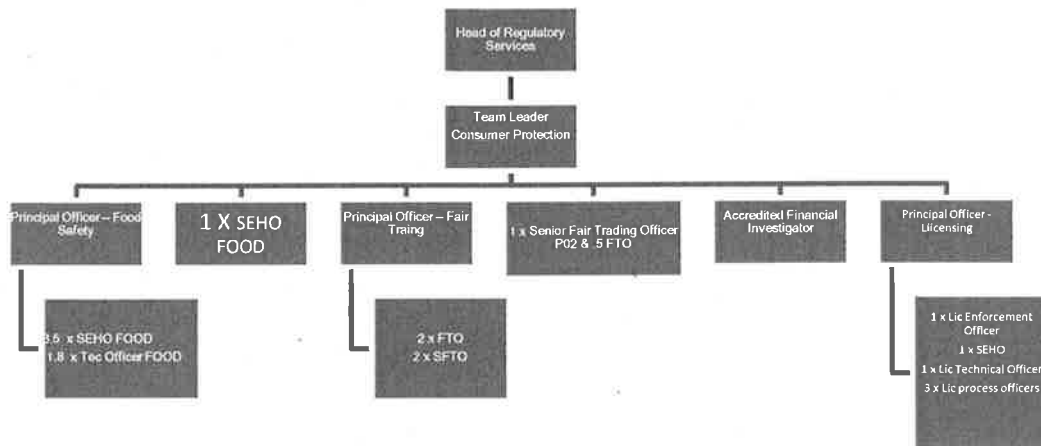 Head of Regulatory
Services
Team Leader
Consumer Protection
Principal Officer – Food
Safety
1 X SEHO
FOOD
Principal Officer – Fair
Traing
1 x Senior Fair Trading Officer
P02 & .5 FTO
Accredited Financial
Investigator
Principal Officer -
Liicensing
3.6 x SEHO FOOD
1.8 x Tec Officer FOOD
2 x FTO
2 x SFTO
1 x Lic Enforcement
Officer
1 x SEHO
1 x Lic Technical Officer
3 x Lic process officers